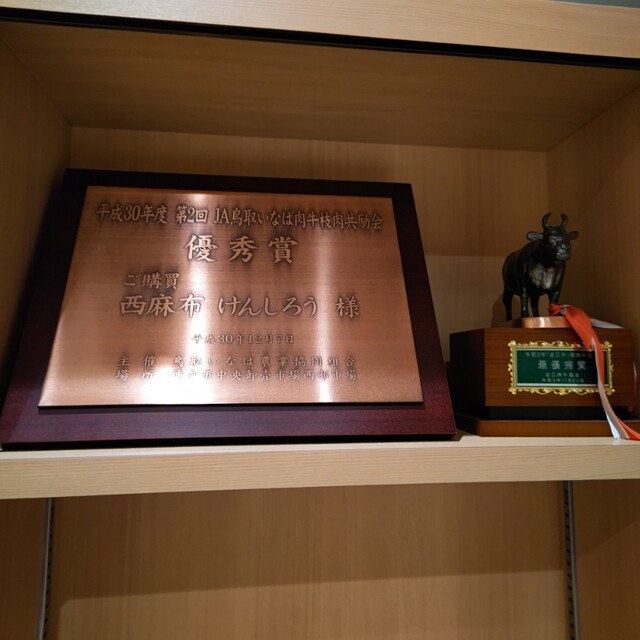 平成30年度 第2回 JA鳥取いなば肉牛枝肉共励会
優秀賞
ご購買
西麻布 けんしろう 様
平成30年12月7日
主催 鳥取いなば農業協同組合
場所 神戸市中央卸売市場西部市場
最優秀賞